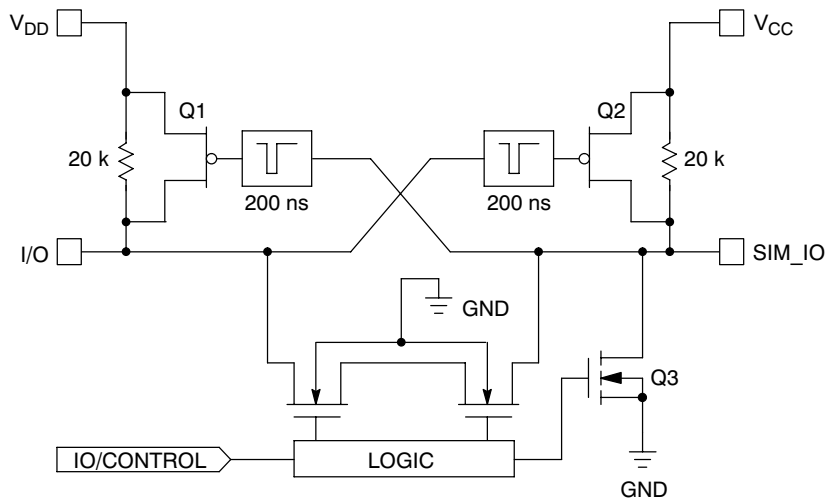 V_DD
V_CC
Q1
Q2
20 k
20 k
200 ns
200 ns
I/O
SIM_IO
GND
Q3
IO/CONTROL
LOGIC
GND